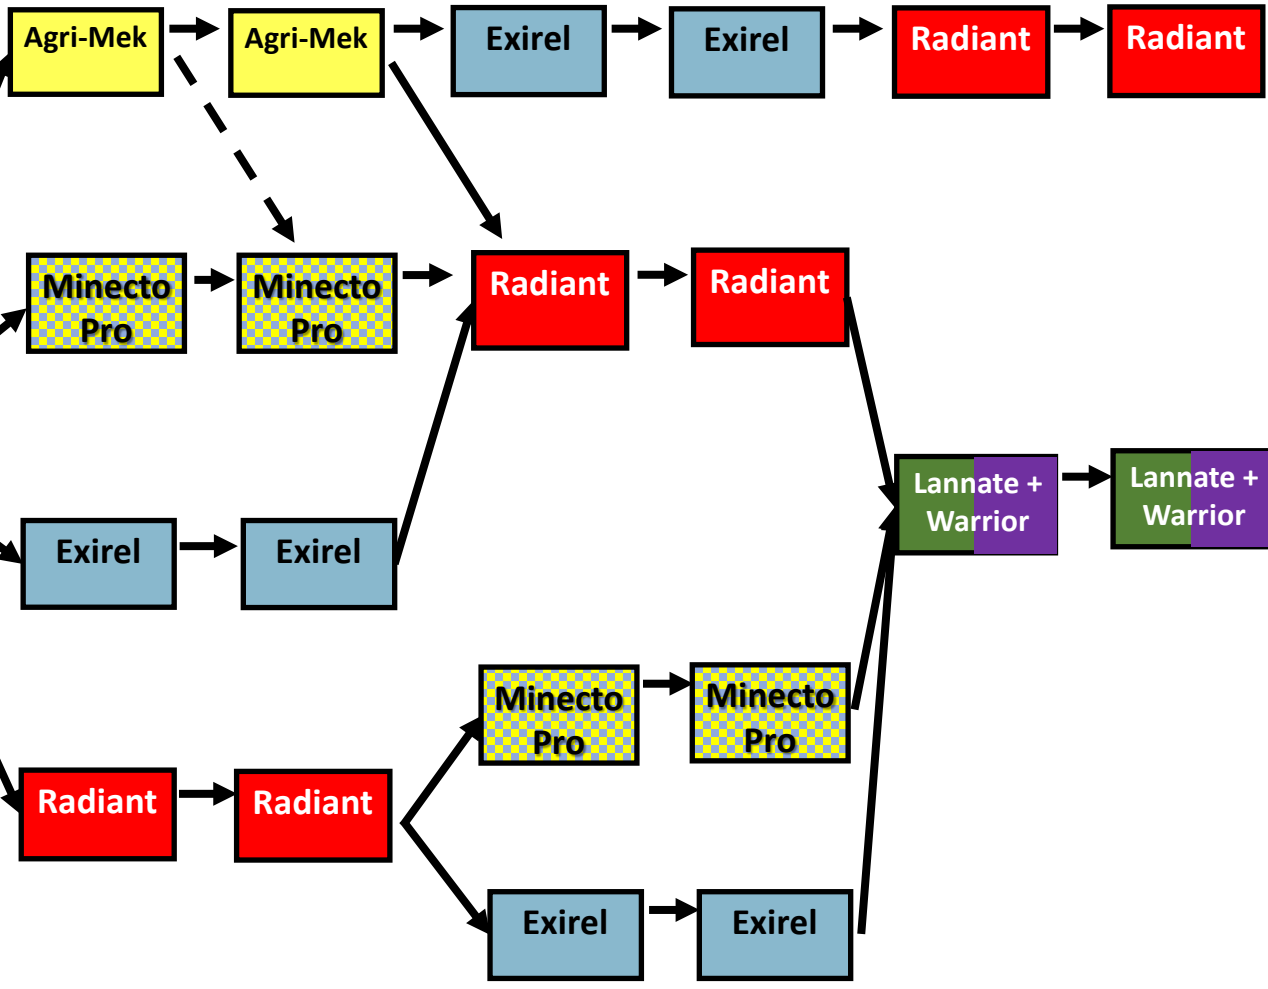 Agri-Mek
Agri-Mek
Exirel
Exirel
Radiant
Radiant
Minecto
Pro
Minecto
Pro
Radiant
Radiant
Lannate +
Warrior
Lannate +
Warrior
Exirel
Exirel
Minecto
Pro
Minecto
Pro
Radiant
Radiant
Exirel
Exirel